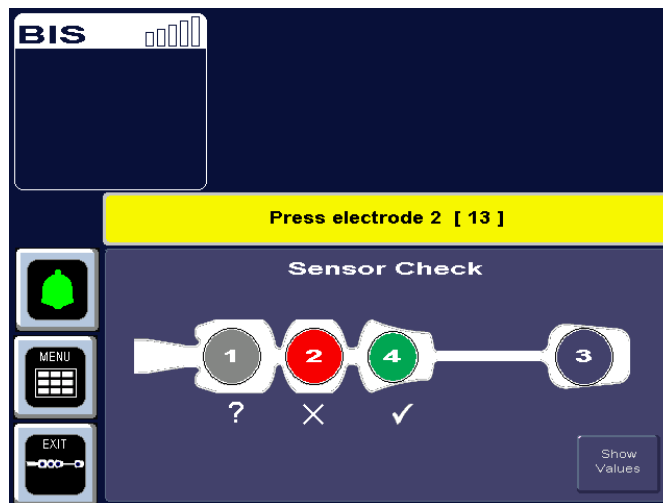 BIS
Press electrode 2 [ 13 ]
Sensor Check
1 2 4 3
? X ✓
MENU
EXIT
Show
Values